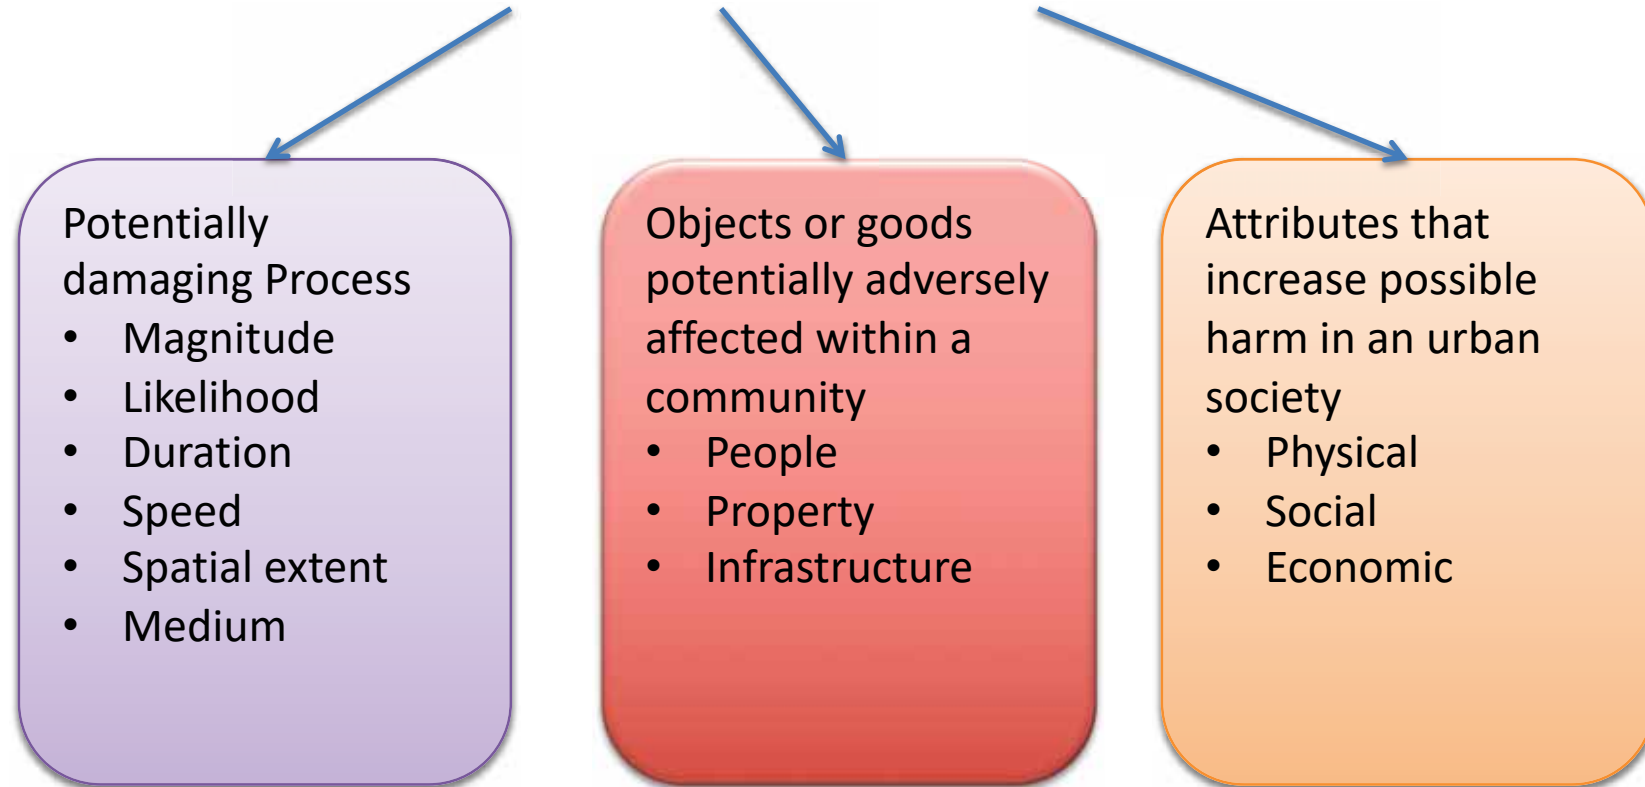 Potentially
damaging Process
• Magnitude
• Likelihood
• Duration
• Speed
• Spatial extent
• Medium
Objects or goods
potentially adversely
affected within a
community
• People
• Property
• Infrastructure
Attributes that
increase possible
harm in an urban
society
• Physical
• Social
• Economic